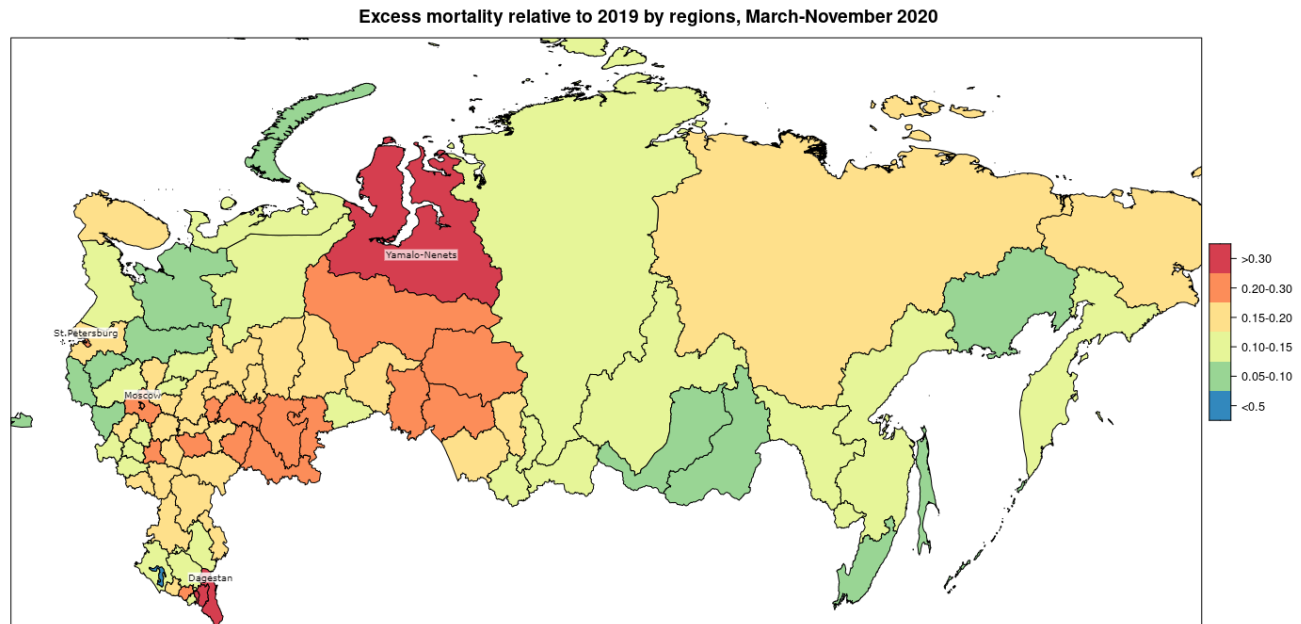 Excess mortality relative to 2019 by regions, March-November 2020
Yamalo-Nenets
>0.30
0.20-0.30
St.Petersburg
0.15-0.20
0.10-0.15
0.05-0.10
Moscow
<0.5
Dagestan